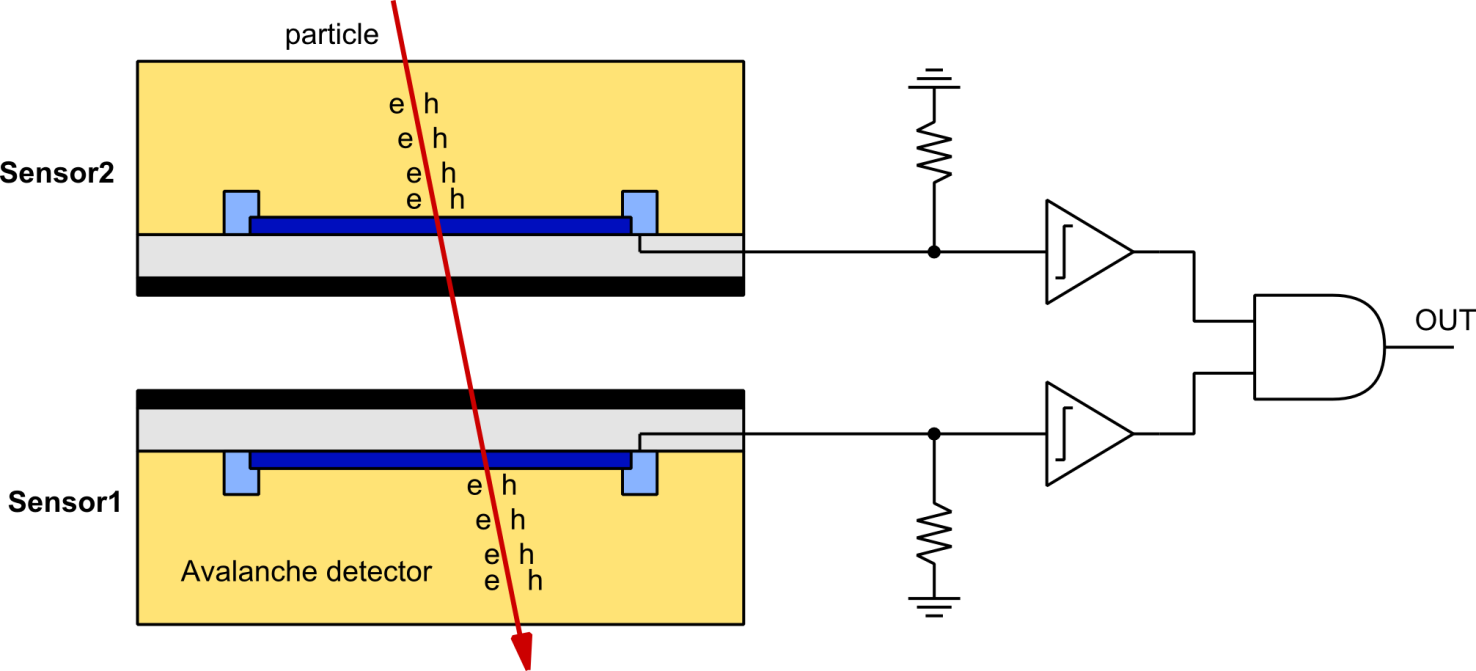 particle
e h
e h
e h
e h
Sensor2
OUT
Sensor1
e h
e h
e h
e h
Avalanche detector